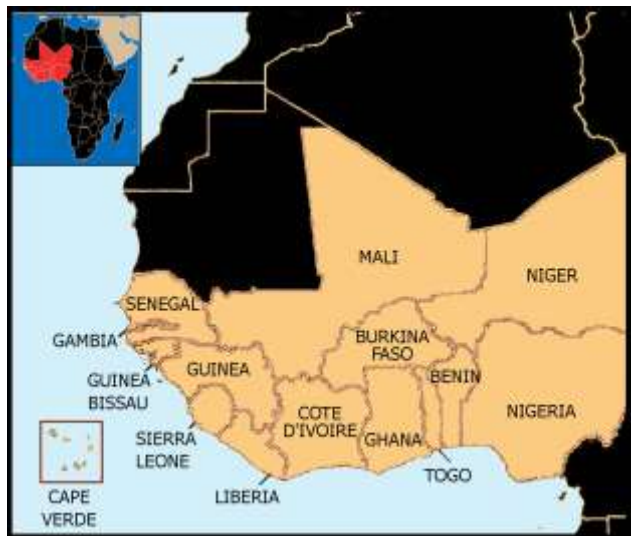 MALI
NIGER
SENEGAL
GAMBIA
BURKINA
FASO
GUINEA
BENIN
GUINEA -
BISSAU
NIGERIA
COTE
D'IVOIRE
GHANA
SIERRA
LEONE
TOGO
LIBERIA
CAPE
VERDE